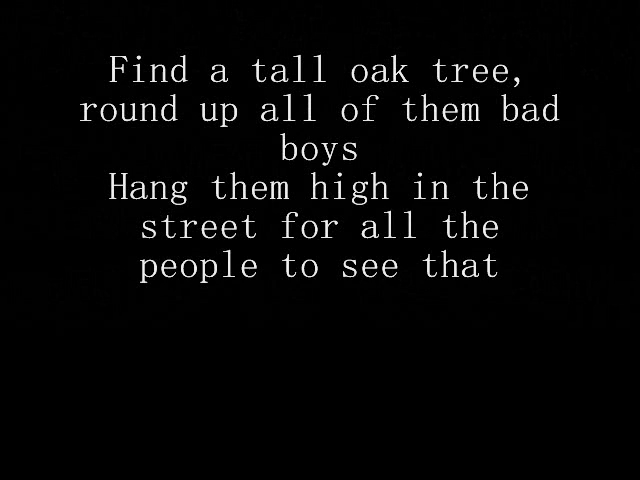 Find a tall oak tree,
round up all of them bad
boys
Hang them high in the
street for all the
people to see that